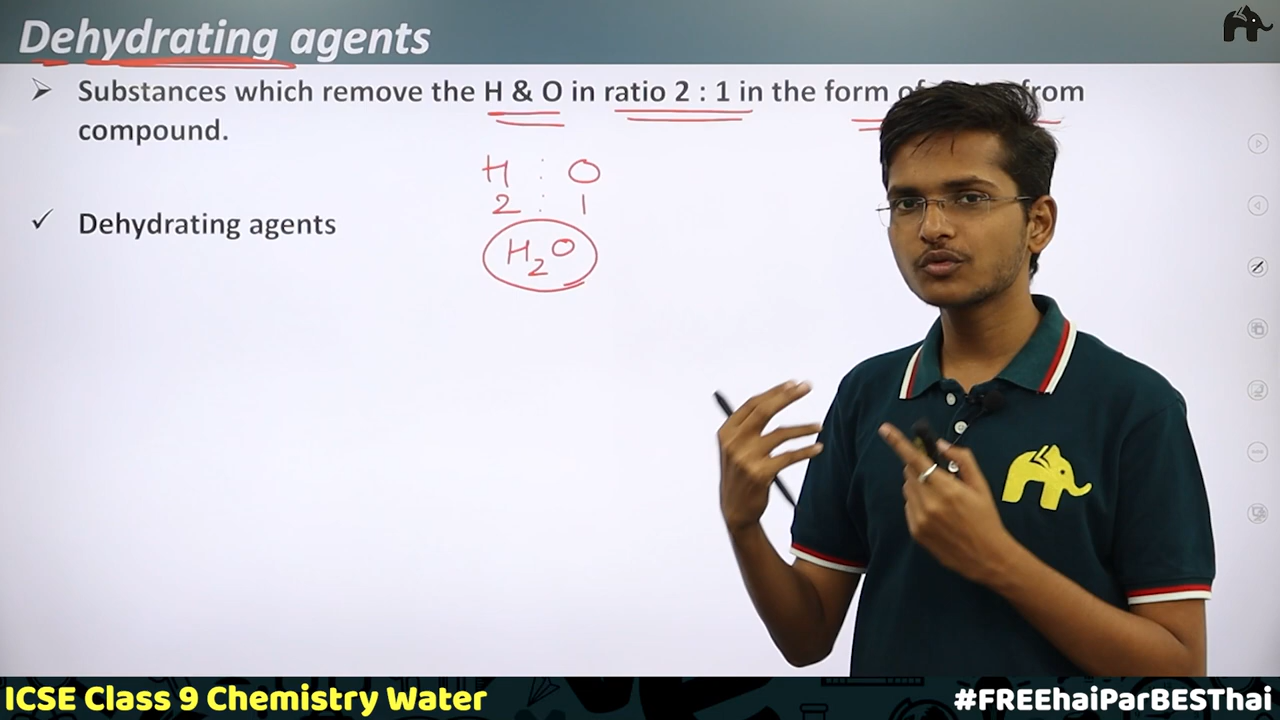 Dehydrating agents
Substances which remove the H & O in ratio 2 : 1 in the form of from
compound.
H : O
2 : 1
H2O
Dehydrating agents
ICSE Class 9 Chemistry Water
#FREEhaiParBESThai